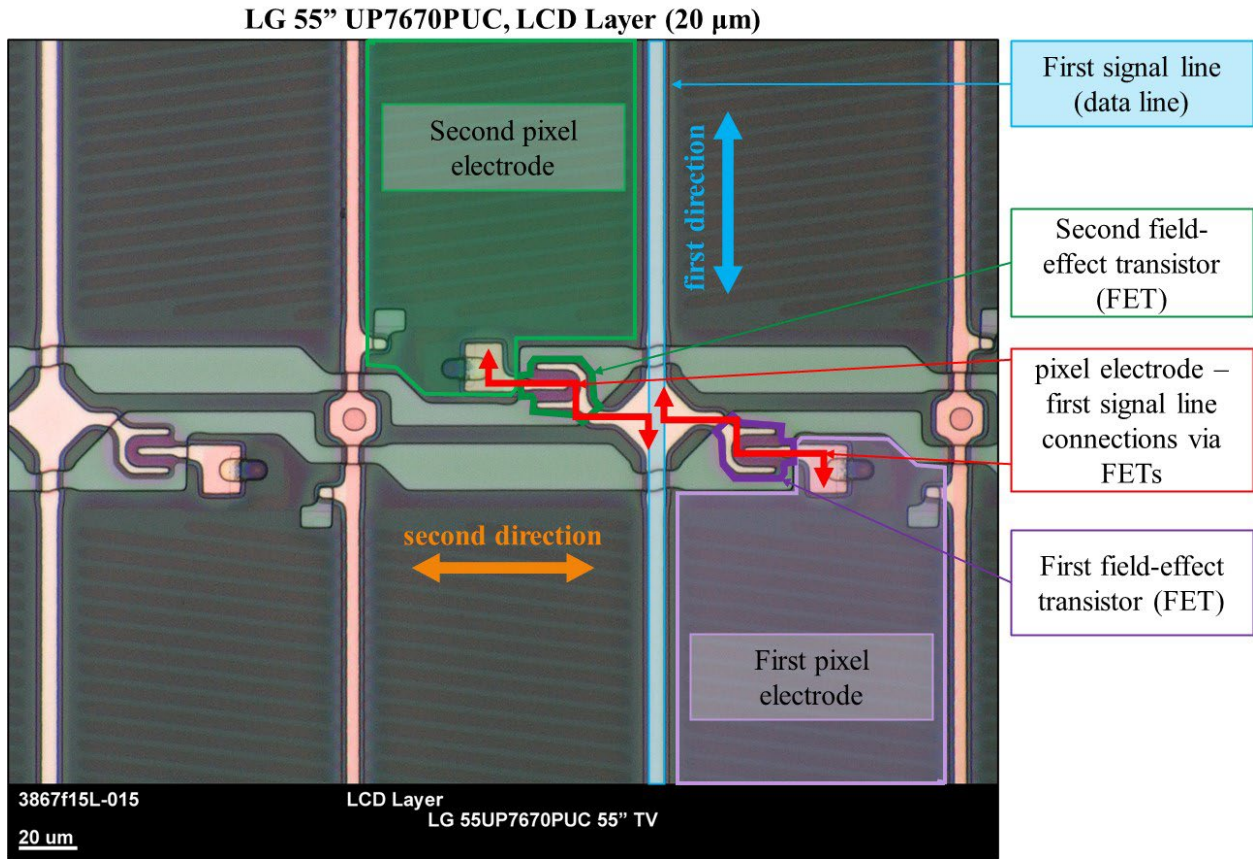 LG 55” UP7670PUC, LCD Layer (20 μm)
First signal line
(data line)
Second pixel
electrode
first direction
Second field-
effect transistor
(FET)
pixel electrode –
first signal line
connections via
FETs
second direction
First field-effect
transistor (FET)
First pixel
electrode
3867f15L-015
LCD Layer
LG 55UP7670PUC 55” TV
20 um